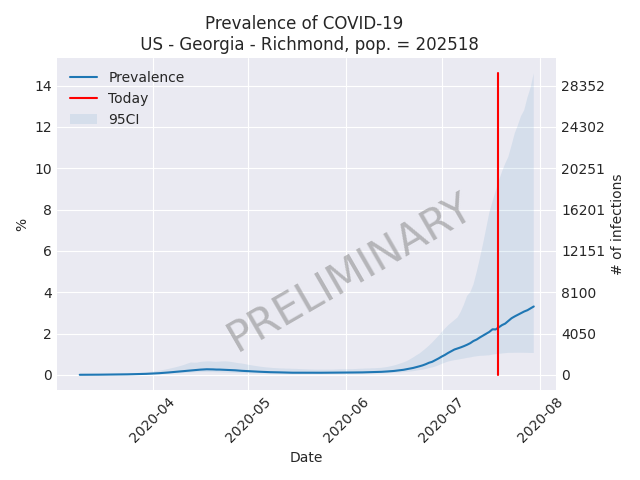 Prevalence of COVID-19
US - Georgia - Richmond, pop. = 202518
Prevalence
Today
95CI
14
12
10
8
6
4
2
0
%
28352
24302
20251
16201
12151
8100
4050
0
# of infections
PRELIMINARY
2020-04
2020-05
2020-06
2020-07
2020-08
Date